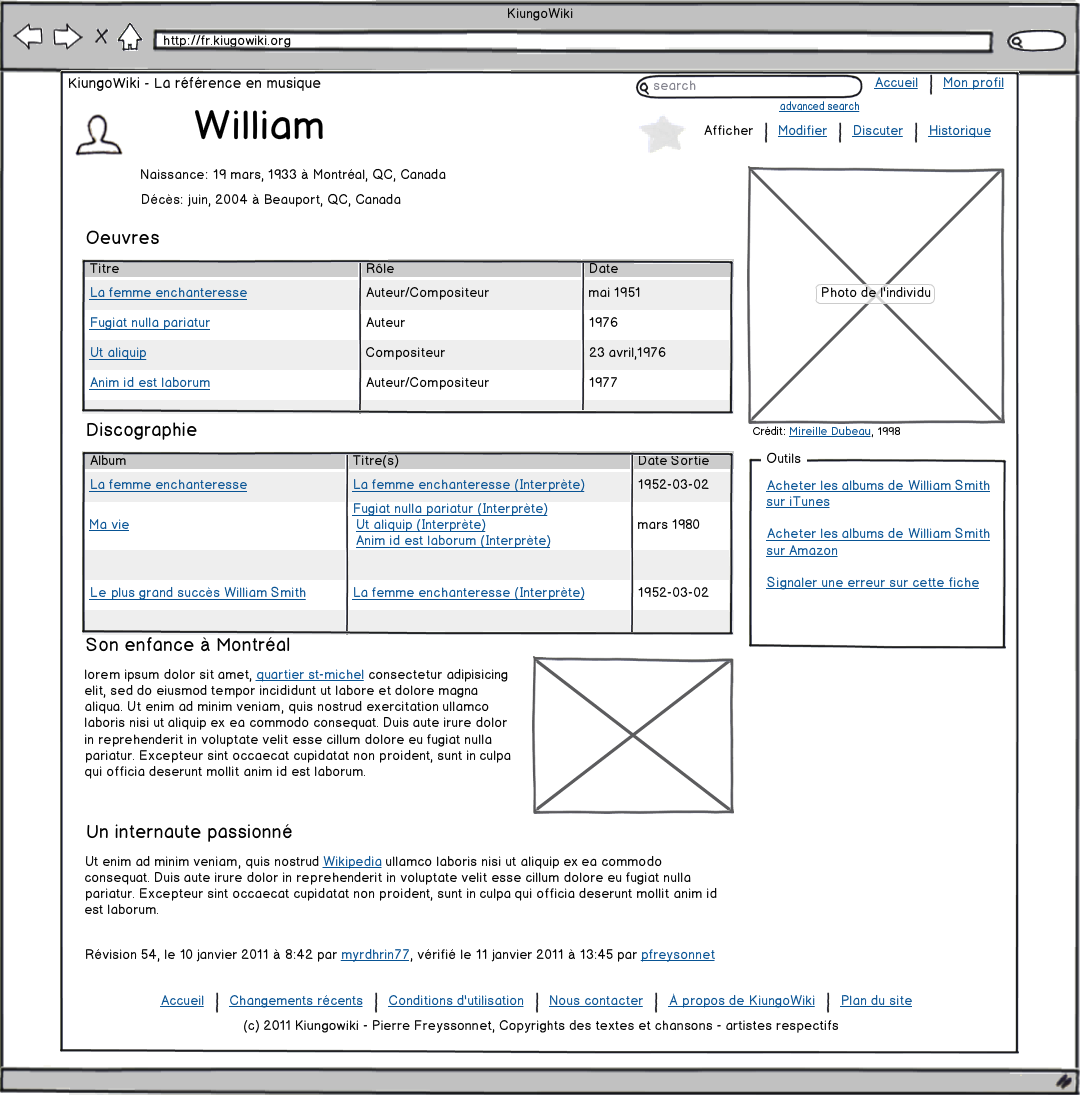 KiungoWiki
http://fr.kiugowiki.org
KiungoWiki - La référence en musique
search
Accueil | Mon profil
advanced search
William
Afficher | Modifier | Discuter | Historique
Naissance: 19 mars, 1933 à Montréal, QC, Canada
Décès: juin, 2004 à Beauport, QC, Canada
Oeuvres
Titre Rôle Date
La femme enchanteresse Auteur/Compositeur mai 1951
Fugiat nulla pariatur Auteur 1976
Ut aliquip Compositeur 23 avril,1976
Anim id est laborum Auteur/Compositeur 1977
Photo de l'individu
Crédit: Mireille Dubeau, 1998
Discographie
Album Titre(s) Date Sortie
La femme enchanteresse La femme enchanteresse (Interprète) 1952-03-02
Fugiat nulla pariatur (Interprète)
Ma vie Ut aliquip (Interprète) mars 1980
Anim id est laborum (Interprète)
Le plus grand succès William Smith La femme enchanteresse (Interprète) 1952-03-02
Outils
Acheter les albums de William Smith
sur iTunes
Acheter les albums de William Smith
sur Amazon
Signaler une erreur sur cette fiche
Son enfance à Montréal
lorem ipsum dolor sit amet, quartier st-michel consectetur adipisicing
elit, sed do eiusmod tempor incididunt ut labore et dolore magna
aliqua. Ut enim ad minim veniam, quis nostrud exercitation ullamco
laboris nisi ut aliquip ex ea commodo consequat. Duis aute irure dolor
in reprehenderit in voluptate velit esse cillum dolore eu fugiat nulla
pariatur. Excepteur sint occaecat cupidatat non proident, sunt in culpa
qui officia deserunt mollit anim id est laborum.
Un internaute passionné
Ut enim ad minim veniam, quis nostrud Wikipedia ullamco laboris nisi ut aliquip ex ea commodo
consequat. Duis aute irure dolor in reprehenderit in voluptate velit esse cillum dolore eu fugiat nulla
pariatur. Excepteur sint occaecat cupidatat non proident, sunt in culpa qui officia deserunt mollit anim id
est laborum.
Révision 54, le 10 janvier 2011 à 8:42 par myrdhrin77, vérifié le 11 janvier 2011 à 13:45 par pfreysonnet
Accueil | Changements récents | Conditions d'utilisation | Nous contacter | A propos de KiungoWiki | Plan du site
(c) 2011 Kiungowiki - Pierre Freyssonnet, Copyrights des textes et chansons - artistes respectifs